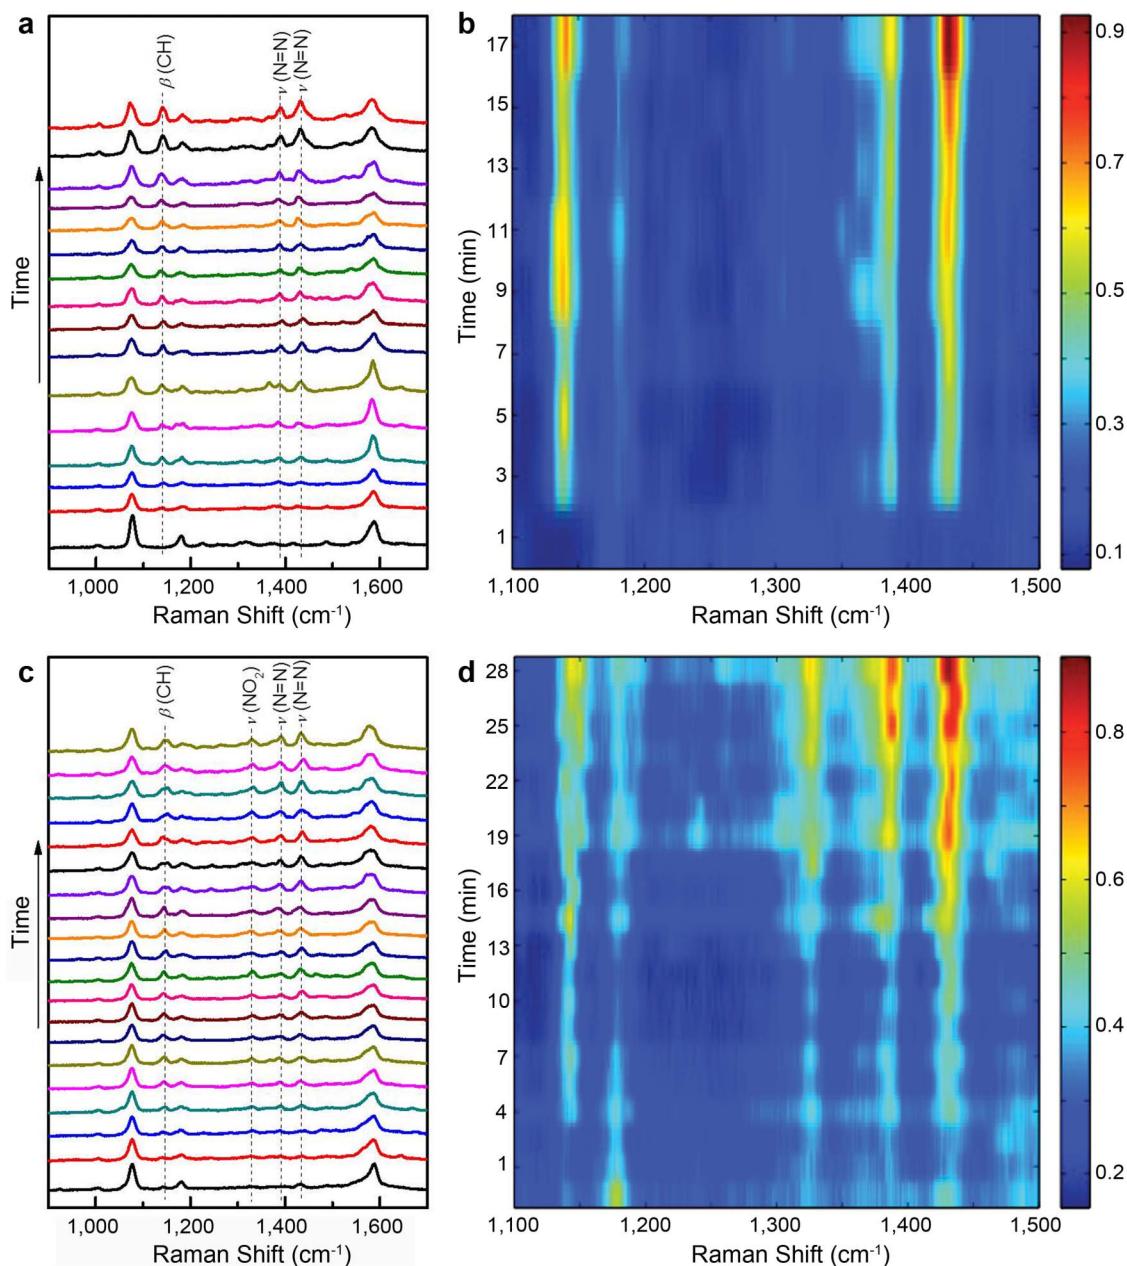 a
β (CH)
ν (N=N)
ν (N=N)
Time
1,000 1,200 1,400 1,600
Raman Shift (cm⁻¹)
b
17
15
13
11
9
7
5
3
1
Time (min)
1,100 1,200 1,300 1,400 1,500
Raman Shift (cm⁻¹)
0.9
0.7
0.5
0.3
0.1
c
β (CH)
ν (NO₂)
ν (N=N)
ν (N=N)
Time
1,000 1,200 1,400 1,600
Raman Shift (cm⁻¹)
d
28
25
22
19
16
13
10
7
4
1
Time (min)
1,100 1,200 1,300 1,400 1,500
Raman Shift (cm⁻¹)
0.8
0.6
0.4
0.2